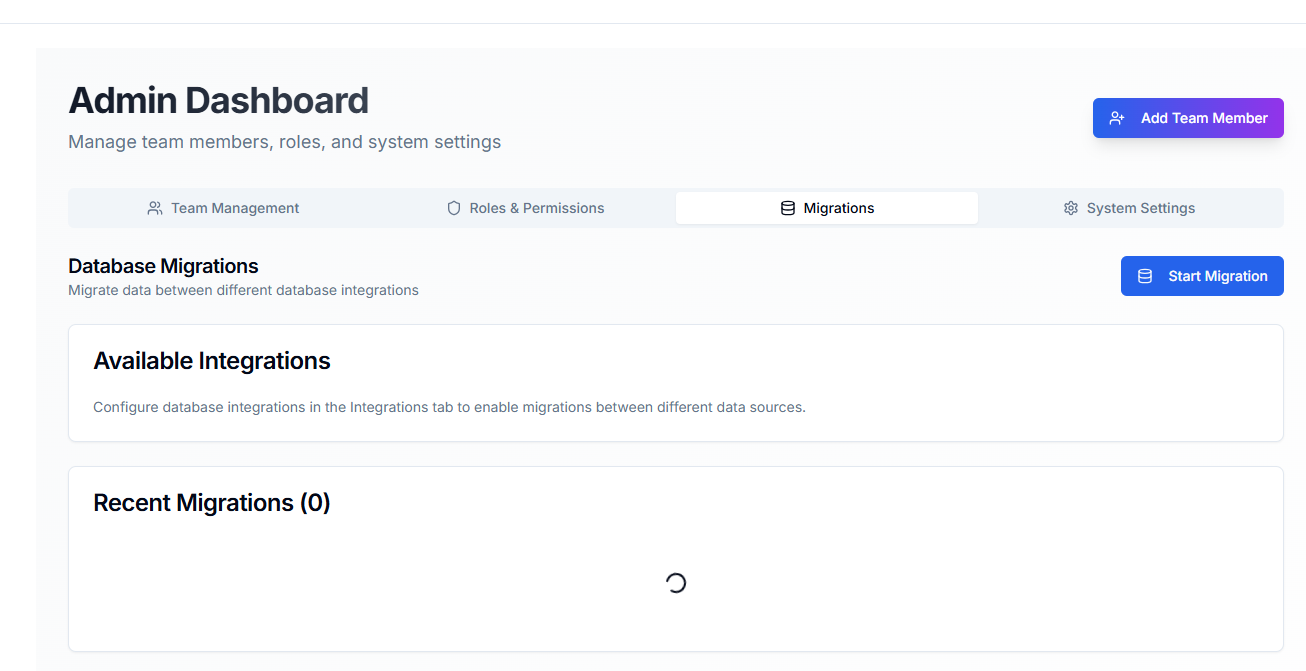 Admin Dashboard
Manage team members, roles, and system settings
Add Team Member
Team Management
Roles & Permissions
Migrations
System Settings
Database Migrations
Migrate data between different database integrations
Start Migration
Available Integrations
Configure database integrations in the Integrations tab to enable migrations between different data sources.
Recent Migrations (0)